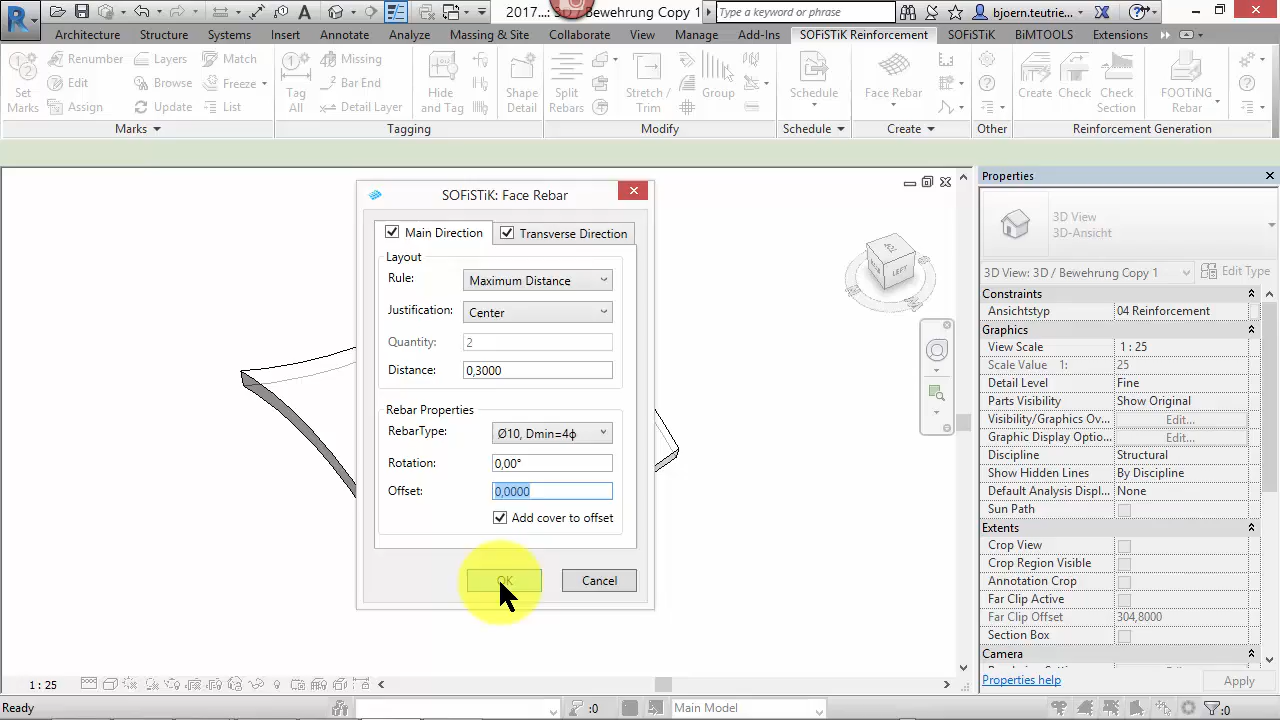 2017.... So / Bewehrung Copy 1
Type a keyword or phrase
bjoern.teutrie...
Architecture Structure Systems Insert Annotate Analyze Massing & Site Collaborate View Manage Add-Ins SOFiSTiK Reinforcement SOFiSTiK BiMTOOLS Extensions
Set Marks
Renumber
Edit
Assign
Layers
Browse
Update
Match
Freeze
List
Tag All
Missing
Bar End
Detail Layer
Hide and Tag
Shape Detail
Split Rebars
Stretch / Trim
Group
Schedule
Face Rebar
Create
Check
Check Section
FOOTiNG Rebar
Marks
Tagging
Modify
Schedule
Create
Other
Reinforcement Generation
SOFiSTiK: Face Rebar
Main Direction
Transverse Direction
Layout
Rule: Maximum Distance
Justification: Center
Quantity: 2
Distance: 0,3000
Rebar Properties
RebarType: Ø10, Dmin=4ϕ
Rotation: 0,00°
Offset: 0,0000
Add cover to offset
OK
Cancel
LEFT
Properties
3D View
3D-Ansicht
3D View: 3D / Bewehrung Copy 1
Edit Type
Constraints
Ansichtstyp 04 Reinforcement
Graphics
View Scale 1 : 25
Scale Value 1: 25
Detail Level Fine
Parts Visibility Show Original
Visibility/Graphics Ov... Edit...
Graphic Display Optio... Edit...
Discipline Structural
Show Hidden Lines By Discipline
Default Analysis Displ... None
Sun Path
Extents
Crop View
Crop Region Visible
Annotation Crop
Far Clip Active
Far Clip Offset 304,8000
Section Box
Camera
Properties help
Apply
1 : 25
Ready
:0
Main Model
:0